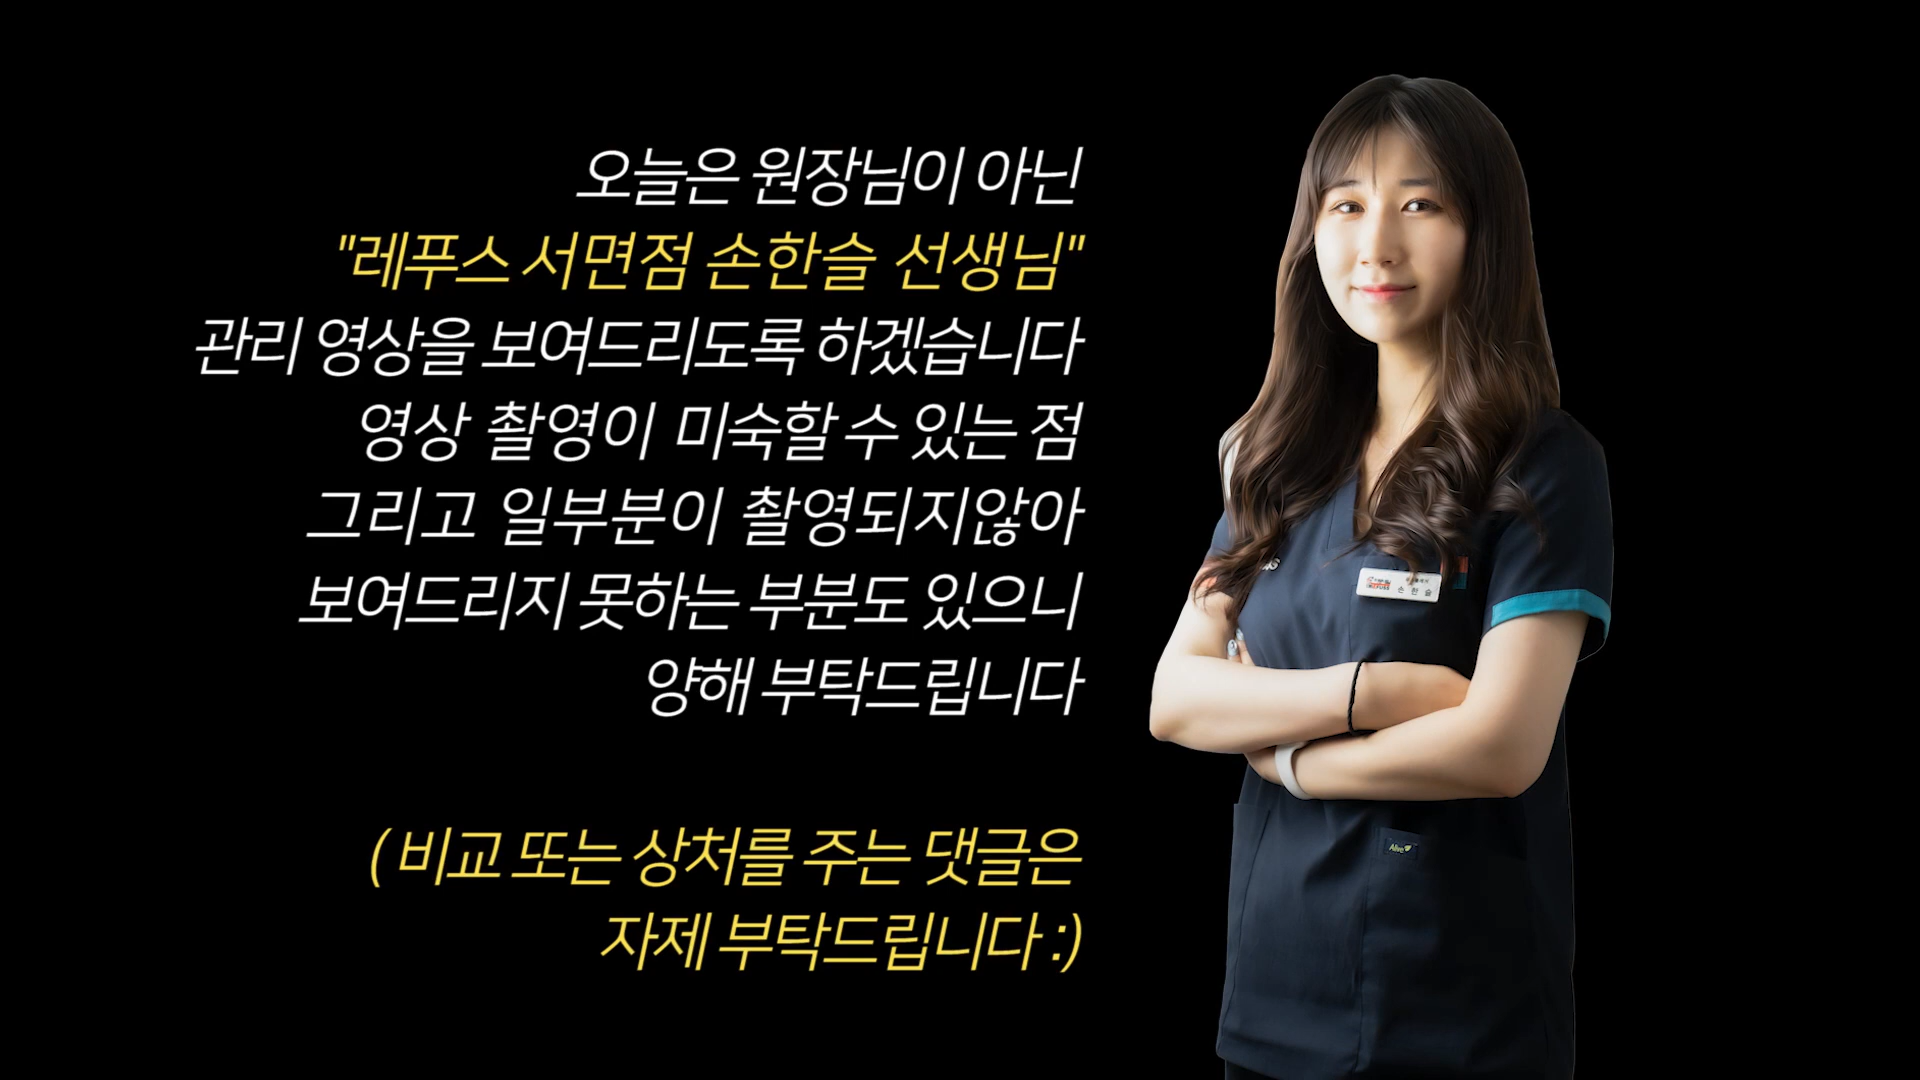 오늘은 원장님이 아닌
"레푸스 서면점 손한슬 선생님"
관리 영상을 보여드리도록 하겠습니다
영상 촬영이 미숙할 수 있는 점
그리고 일부분이 촬영되지않아
보여드리지 못하는 부분도 있으니
양해 부탁드립니다
( 비교 또는 상처를 주는 댓글은
자제 부탁드립니다 :)
손 한 슬
Alive